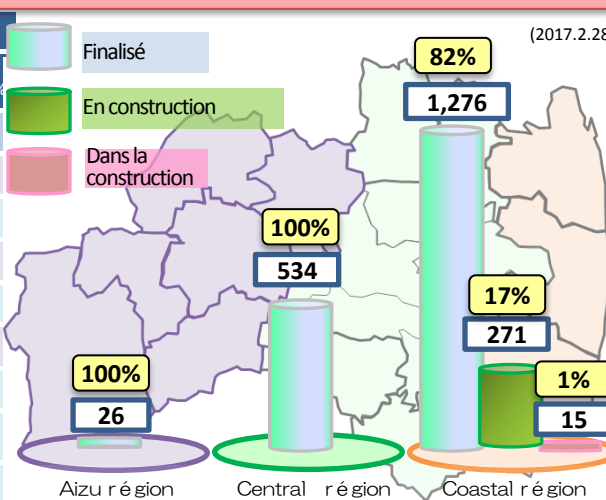 Finalisé
(2017.2.28
En construction
Dans la
construction
82%
1,276
100%
534
17%
271
100%
26
1%
15
Aizu région
Central région
Coastal région